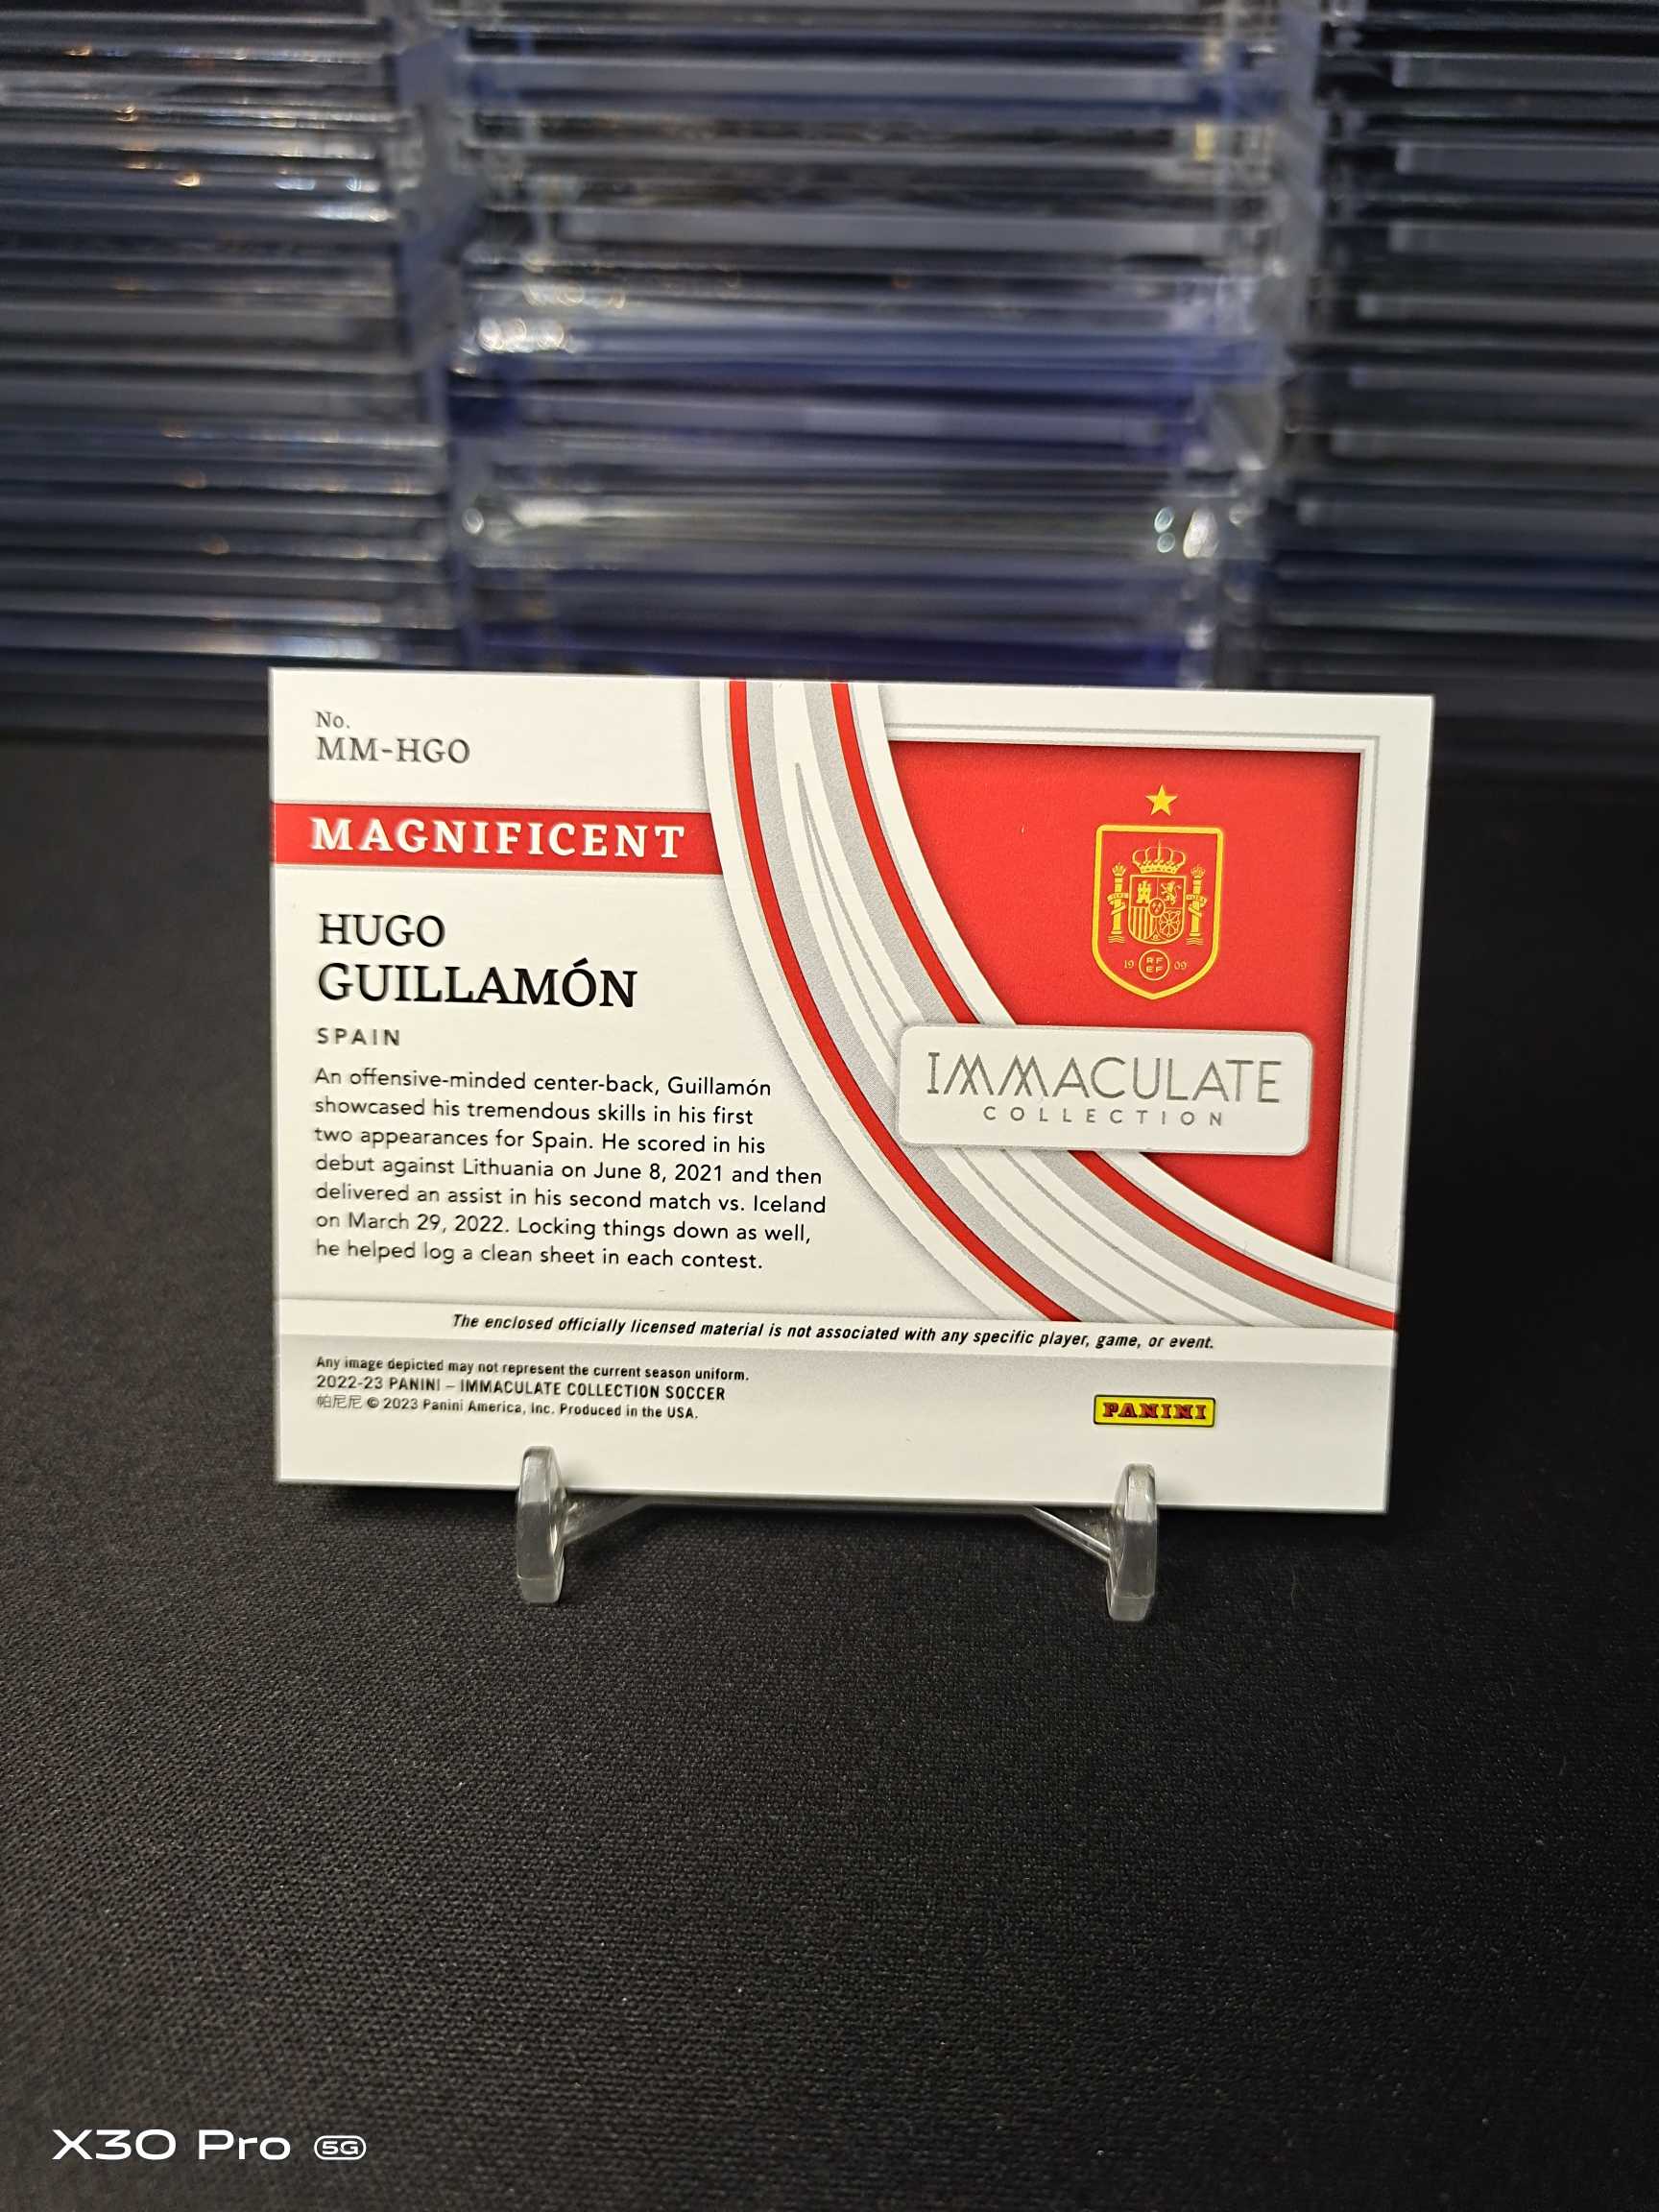 No.
MM-HGO
MAGNIFICENT
HUGO
GUILLAMÓN
SPAIN
An offensive-minded center-back, Guillamón
showcased his tremendous skills in his first
two appearances for Spain. He scored in his
debut against Lithuania on June 8, 2021 and then
delivered an assist in his second match vs. Iceland
on March 29, 2022. Locking things down as well,
he helped log a clean sheet in each contest.
19 RF EF 09
IMMACULATE
COLLECTION
The enclosed officially licensed material is not associated with any specific player, game, or event.
Any image depicted may not represent the current season uniform.
2022-23 PANINI – IMMACULATE COLLECTION SOCCER
帕尼尼 © 2023 Panini America, Inc. Produced in the USA.
PANINI
X30 Pro 5G